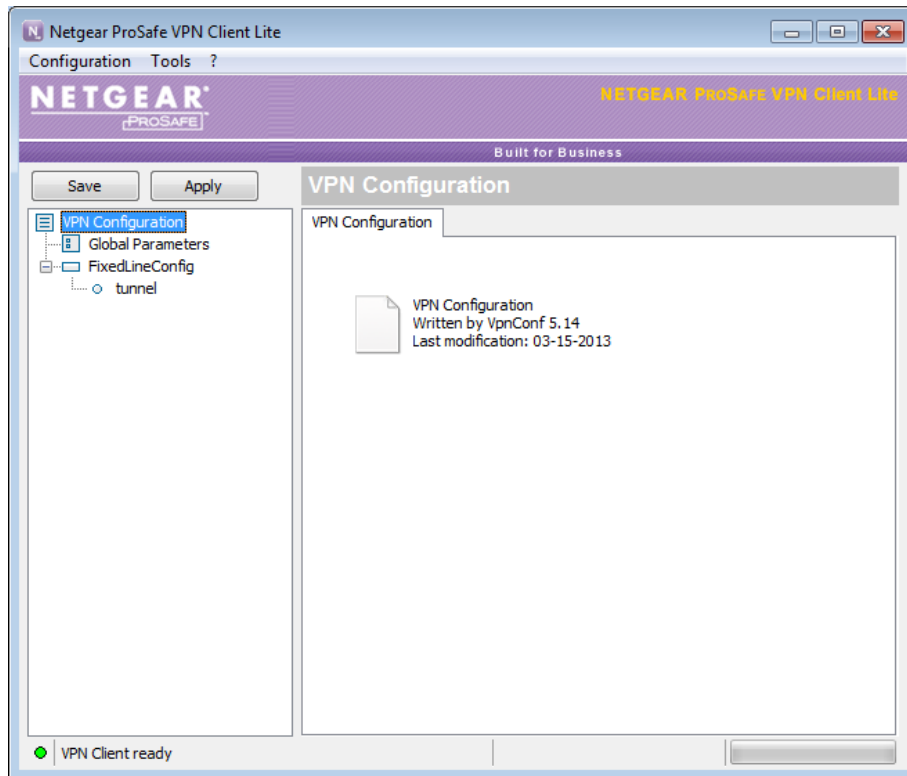 Netgear ProSafe VPN Client Lite
Configuration Tools ?
NETGEAR
PROSAFE
NETGEAR PROSAFE VPN Client Lite
Built for Business
Save Apply
VPN Configuration
VPN Configuration
Global Parameters
FixedLineConfig
tunnel
VPN Configuration
VPN Configuration
Written by VpnConf 5.14
Last modification: 03-15-2013
VPN Client ready